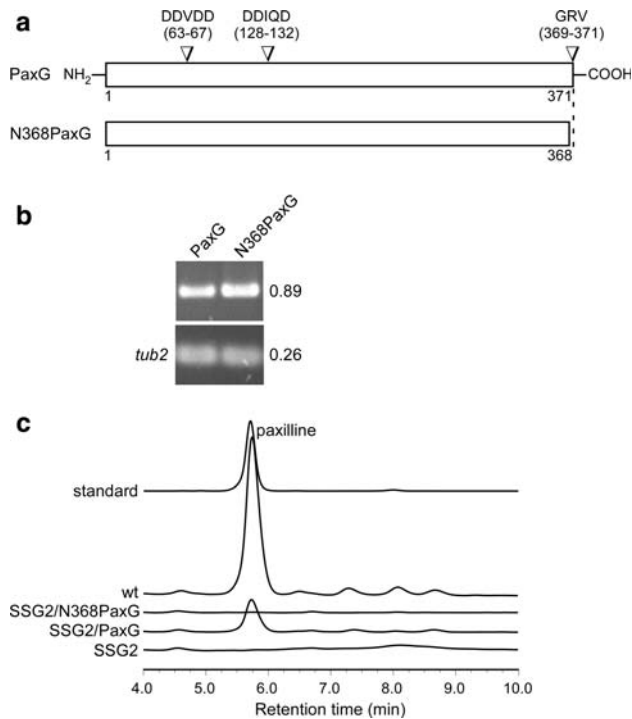 a
DDVDD DDIQD GRV
(63-67) (128-132) (369-371)
PaxG NH2 COOH
1 371
N368PaxG
1 368
b
PaxG N368PaxG
0.89
tub2 0.26
c
paxilline
standard
wt
SSG2/N368PaxG
SSG2/PaxG
SSG2
4.0 5.0 6.0 7.0 8.0 9.0 10.0
Retention time (min)